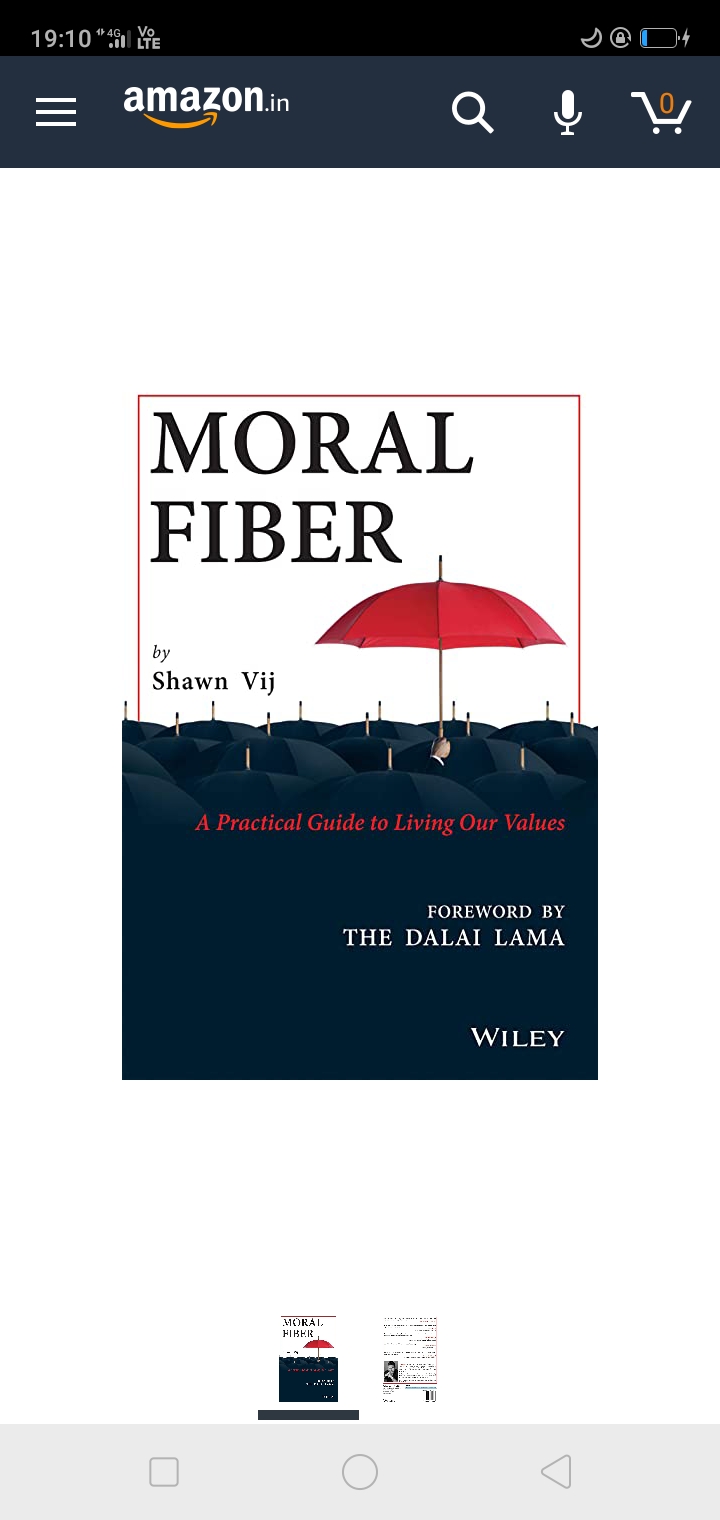 19:10 4G Vo LTE
amazon.in
0
MORAL
FIBER
by
Shawn Vij
A Practical Guide to Living Our Values
FOREWORD BY
THE DALAI LAMA
WILEY
MORAL
FIBER